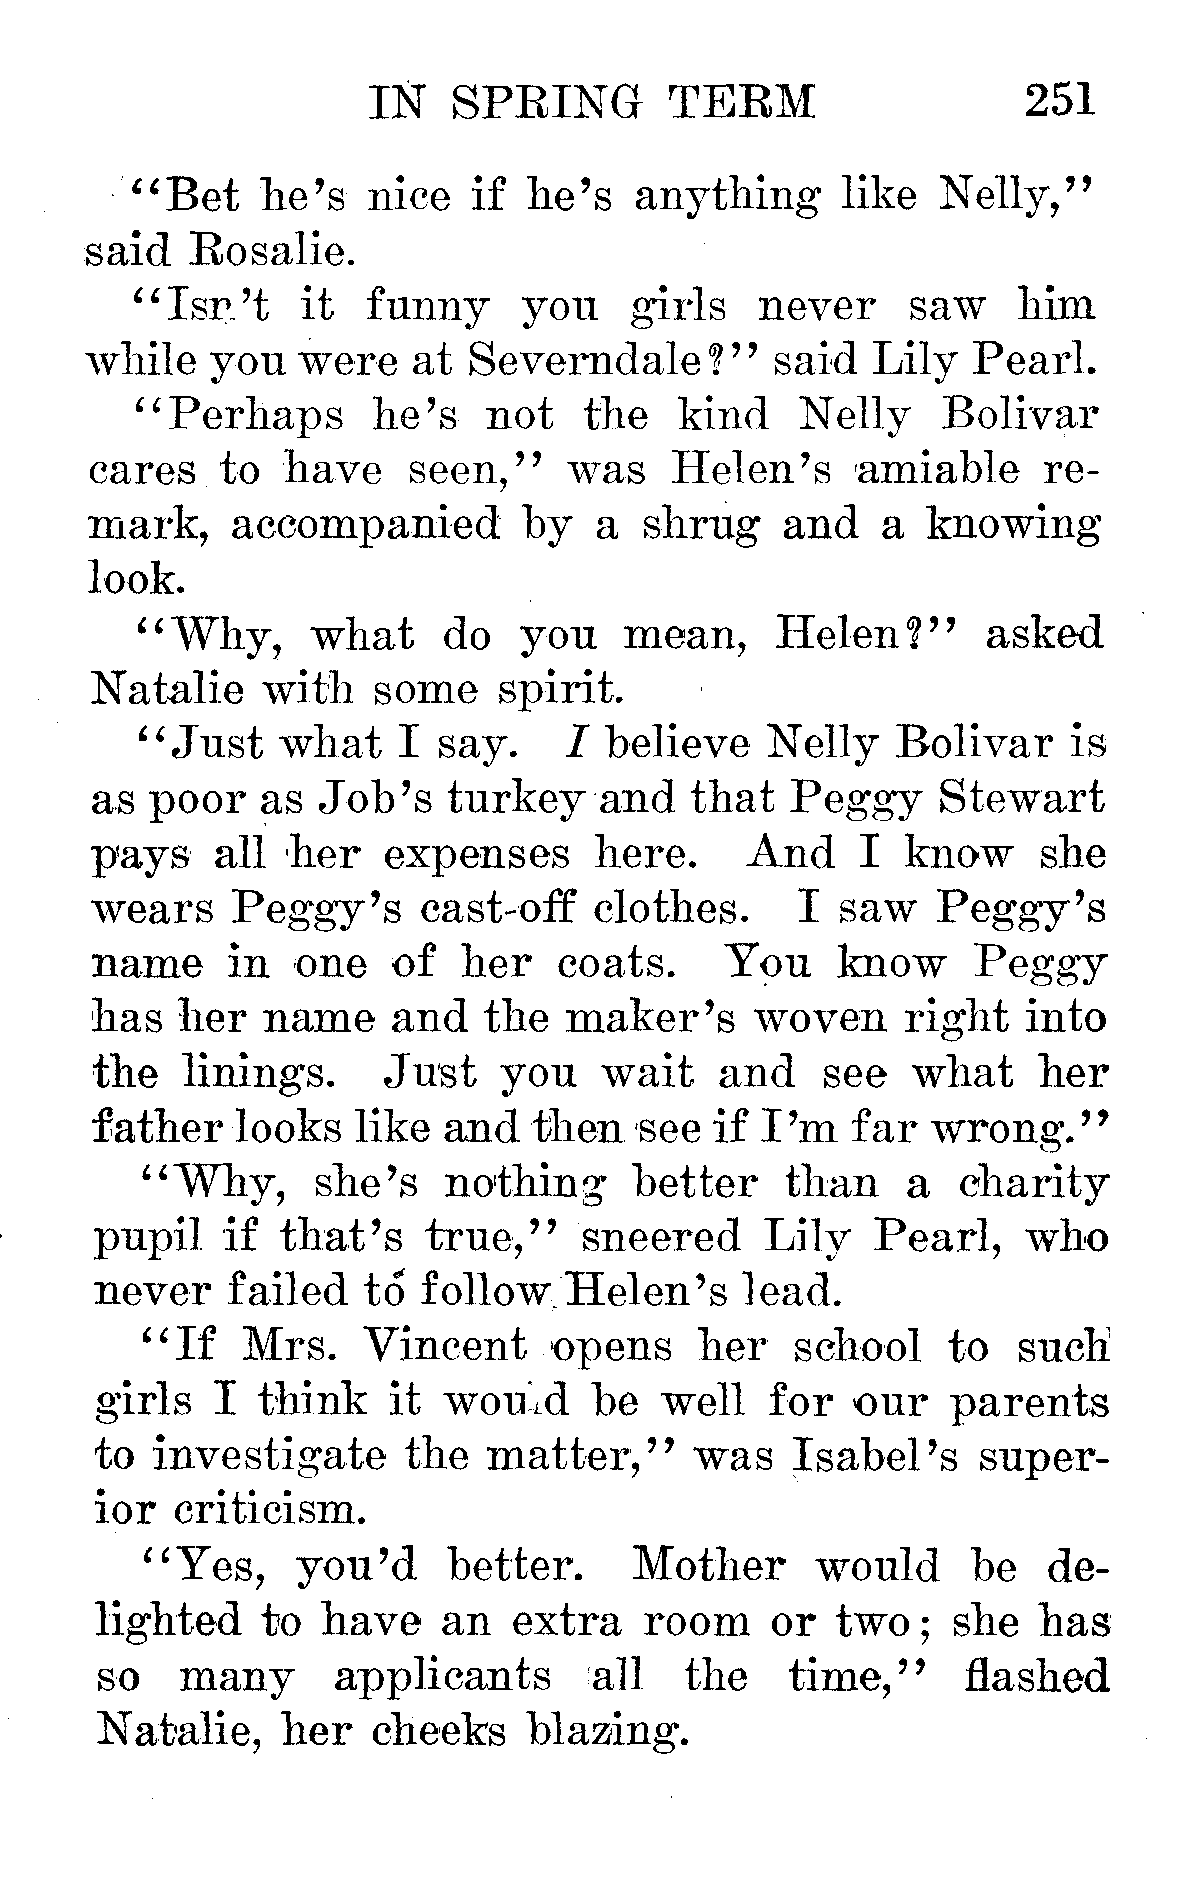 IN SPRING TERM 251
"Bet he's nice if he's anything like Nelly,"
said Rosalie.
"Isn't it funny you girls never saw him
while you were at Severndale?" said Lily Pearl.
"Perhaps he's not the kind Nelly Bolivar
cares to have seen," was Helen's amiable re-
mark, accompanied by a shrug and a knowing
look.
"Why, what do you mean, Helen?" asked
Natalie with some spirit.
"Just what I say. I believe Nelly Bolivar is
as poor as Job's turkey and that Peggy Stewart
pays all her expenses here. And I know she
wears Peggy's cast-off clothes. I saw Peggy's
name in one of her coats. You know Peggy
has her name and the maker's woven right into
the linings. Just you wait and see what her
father looks like and then see if I'm far wrong."
"Why, she's nothing better than a charity
pupil if that's true," sneered Lily Pearl, who
never failed to follow Helen's lead.
"If Mrs. Vincent opens her school to such
girls I think it would be well for our parents
to investigate the matter," was Isabel's super-
ior criticism.
"Yes, you'd better. Mother would be de-
lighted to have an extra room or two; she has
so many applicants all the time," flashed
Natalie, her cheeks blazing.